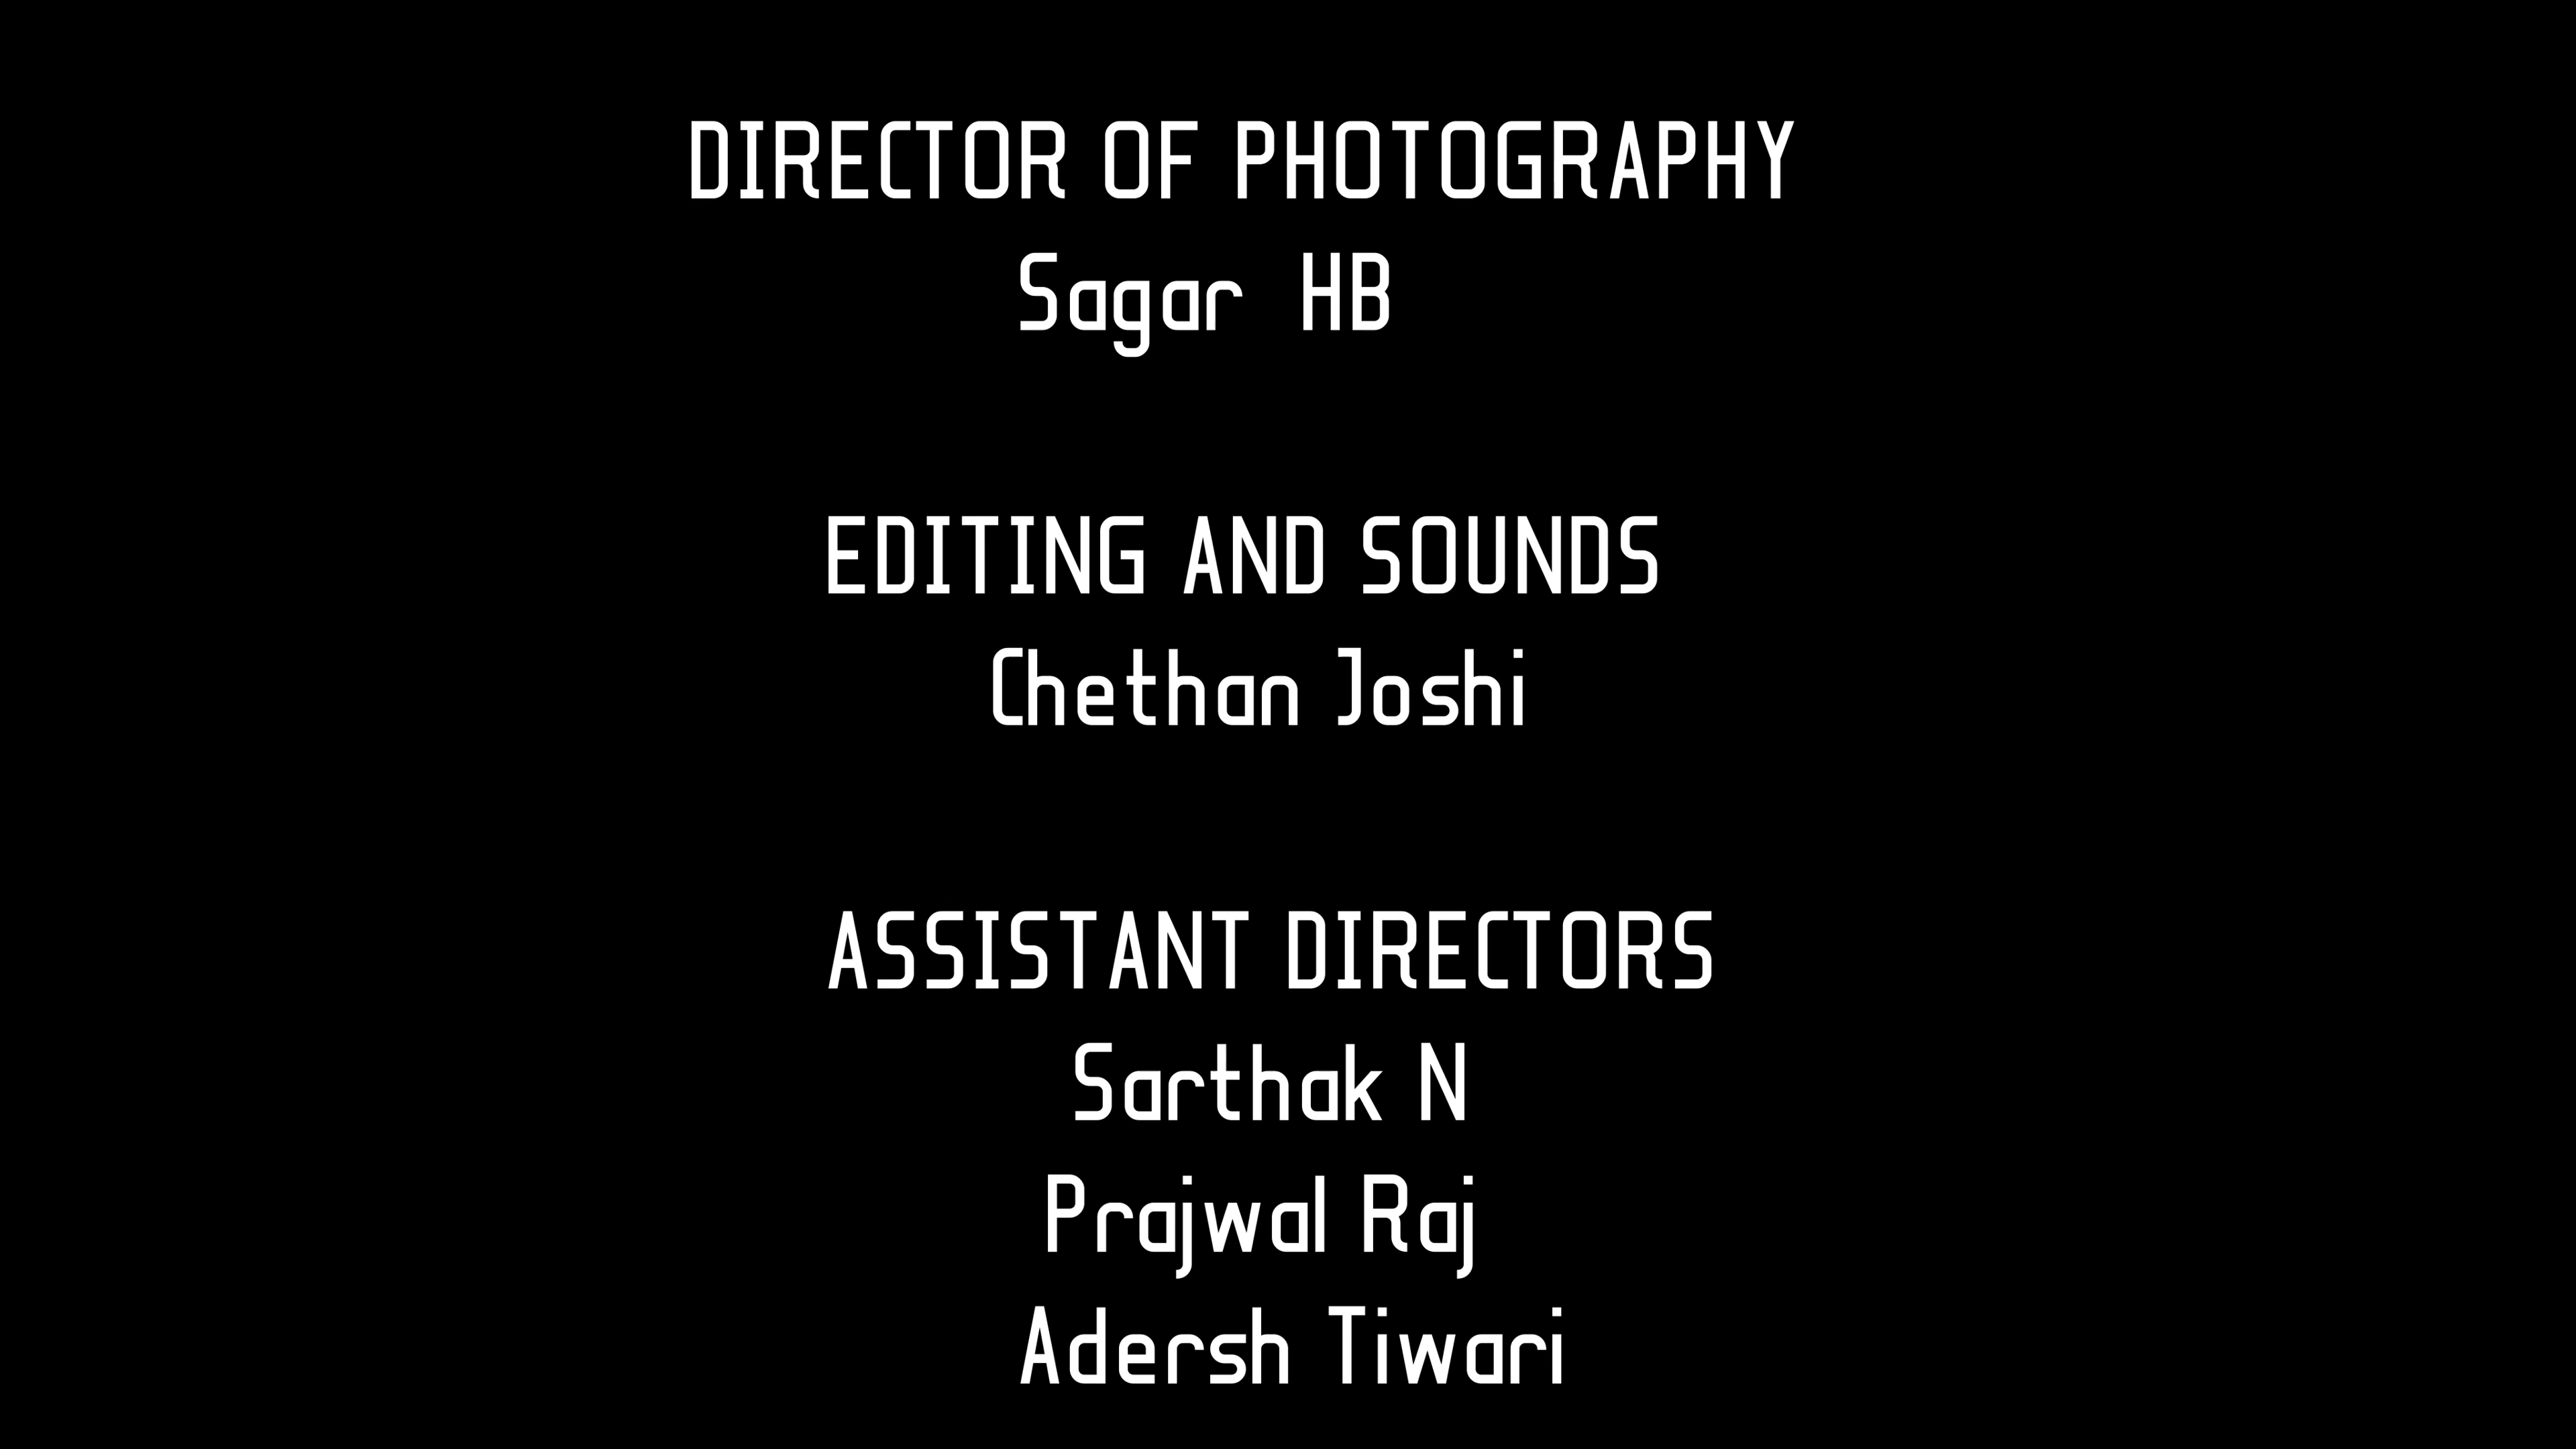 DIRECTOR OF PHOTOGRAPHY
Sagar HB
EDITING AND SOUNDS
Chethan Joshi
ASSISTANT DIRECTORS
Sarthak N
Prajwal Raj
Adersh Tiwari